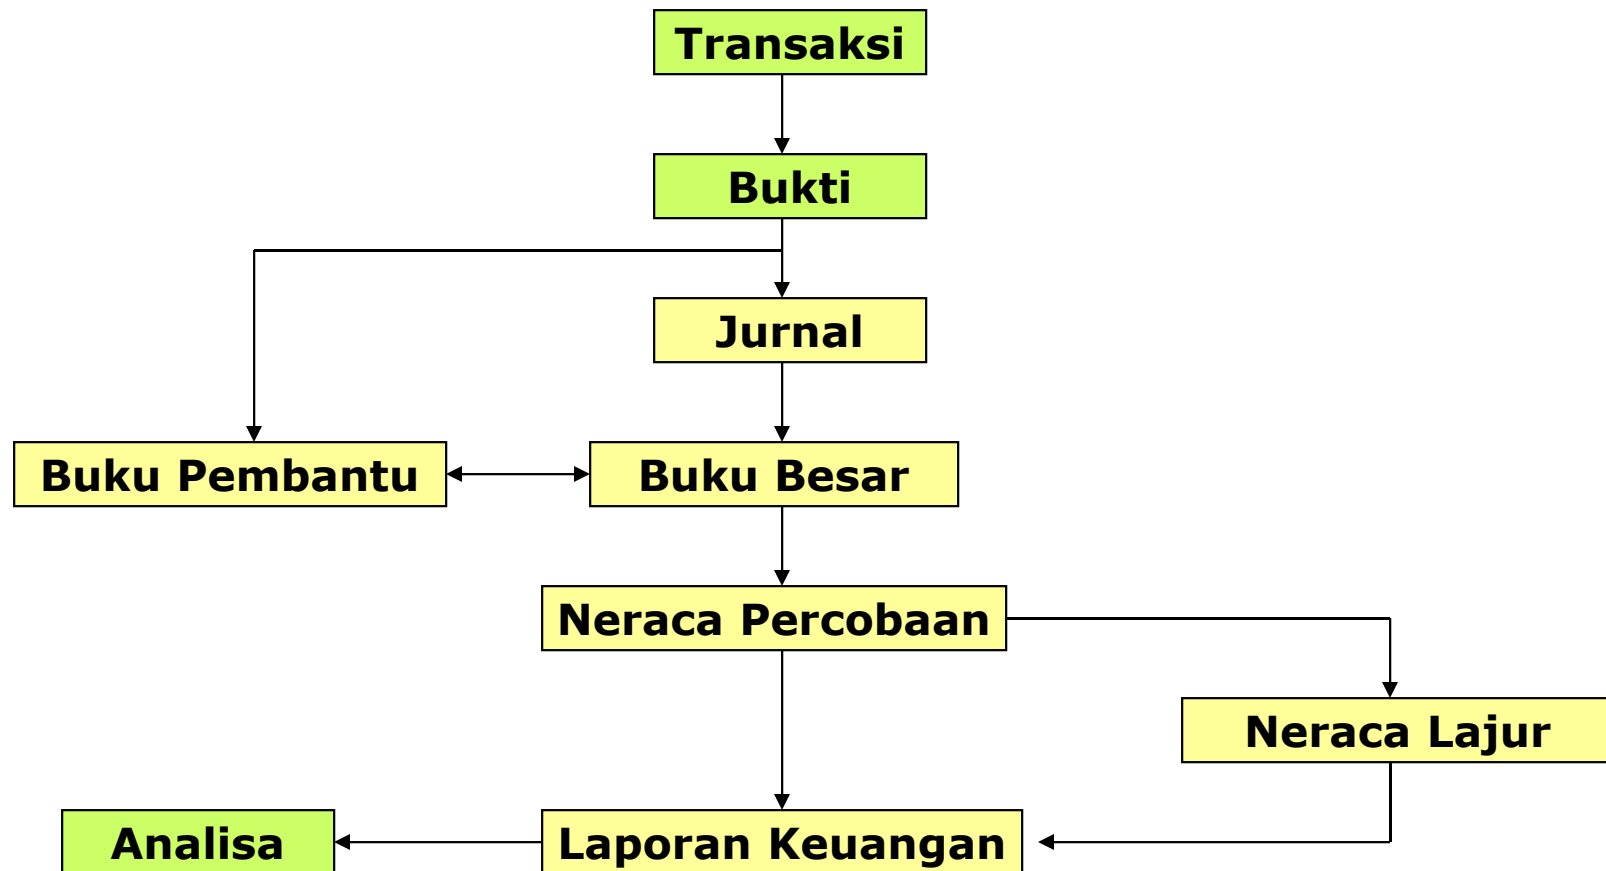 Transaksi
Bukti
Jurnal
Buku Pembantu
Buku Besar
Neraca Percobaan
Neraca Lajur
Analisa
Laporan Keuangan